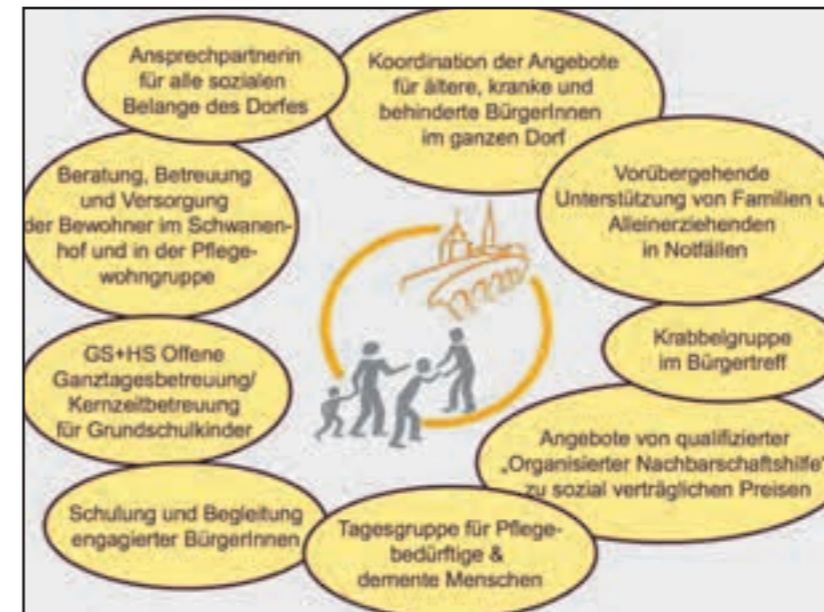 Ansprechpartnerin
für alle sozialen
Belange des Dorfes
Koordination der Angebote
für ältere, kranke und
behinderte BürgerInnen
im ganzen Dorf
Vorübergehende
Unterstützung von Familien u
Alleinerziehenden
in Notfällen
Krabbelgruppe
im Bürgertreff
Angebote von qualifizierter
„Organisierter Nachbarschaftshilfe“
zu sozial verträglichen Preisen
Tagesgruppe für Pflege-
bedürftige &
demente Menschen
Schulung und Begleitung
engagierter BürgerInnen
GS+HS Offene
Ganztagesbetreuung/
Kernzeitbetreuung
für Grundschulkinder
Beratung, Betreuung
und Versorgung
der Bewohner im Schwanen-
hof und in der Pflege-
wohngruppe